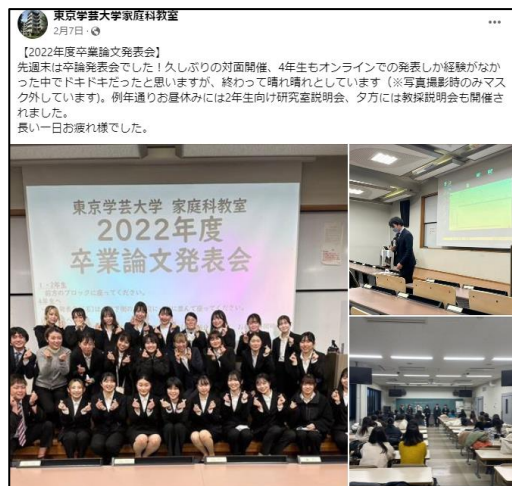 東京学芸大学家庭科教室
2月7日
【2022年度卒業論文発表会】
先週末は卒論発表会でした！久しぶりの対面開催、4年生もオンラインでの発表しか経験がなか
った中でドキドキだったと思いますが、終わって晴れ晴れとしています（※写真撮影時のみマス
ク外しています)。例年通りお昼休みには2年生向け研究室説明会、夕方には教採説明会も開催さ
れました。
長い一日お疲れ様でした。
東京学芸大学 家庭科教室
2022年度
卒業論文発表会